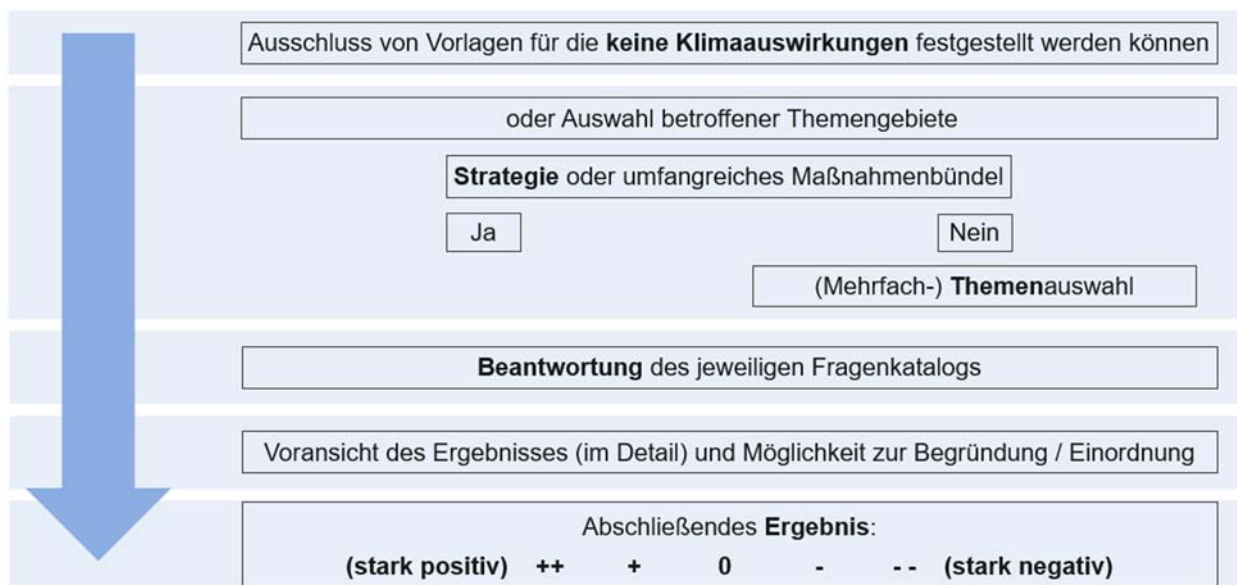 Ausschluss von Vorlagen für die keine Klimaauswirkungen festgestellt werden können
oder Auswahl betroffener Themengebiete
Strategie oder umfangreiches Maßnahmenbündel
Ja
Nein
(Mehrfach-) Themenauswahl
Beantwortung des jeweiligen Fragenkatalogs
Voransicht des Ergebnisses (im Detail) und Möglichkeit zur Begründung / Einordnung
Abschließendes Ergebnis:
(stark positiv) ++ + 0 - - - (stark negativ)